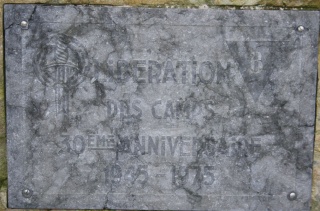 LIBERATION
DES CAMPS
30ÈME ANNIVERSAIRE
1945-1975